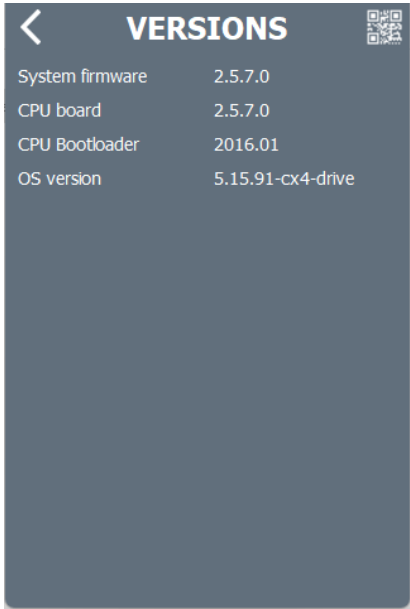 VERSIONS
System firmware 2.5.7.0
CPU board 2.5.7.0
CPU Bootloader 2016.01
OS version 5.15.91-cx4-drive